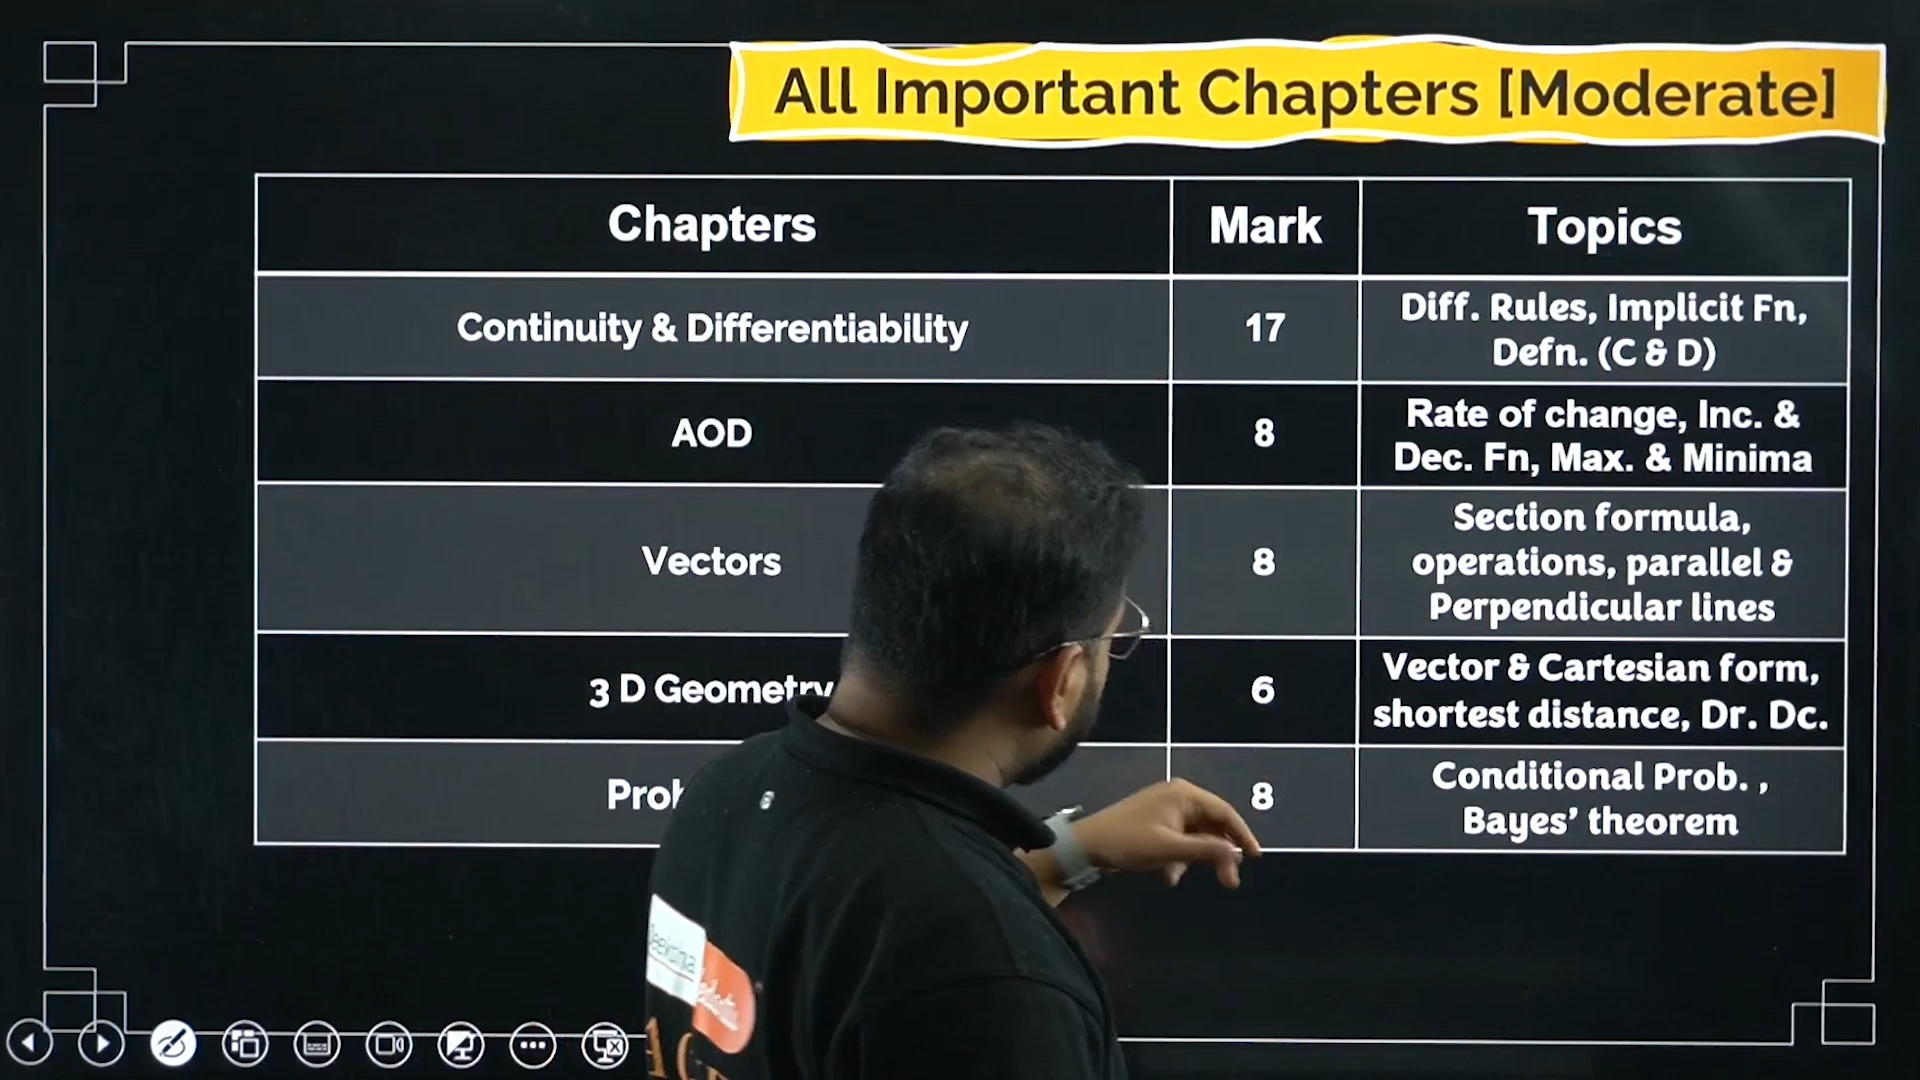 All Important Chapters [Moderate]
Chapters
Mark
Topics
Continuity & Differentiability
17
Diff. Rules, Implicit Fn,
Defn. (C & D)
AOD
8
Rate of change, Inc. &
Dec. Fn, Max. & Minima
Vectors
8
Section formula,
operations, parallel &
Perpendicular lines
3 D Geometry
6
Vector & Cartesian form,
shortest distance, Dr. Dc.
8
Conditional Prob. ,
Bayes' theorem